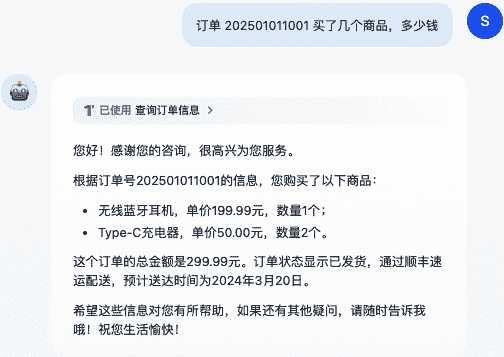 订单 202501011001 买了几个商品，多少钱
S
已使用 查询订单信息 >
您好！感谢您的咨询，很高兴为您服务。
根据订单号202501011001的信息，您购买了以下商品：
• 无线蓝牙耳机，单价199.99元，数量1个；
• Type-C充电器，单价50.00元，数量2个。
这个订单的总金额是299.99元。订单状态显示已发货，通过顺丰速
运配送，预计送达时间为2024年3月20日。
希望这些信息对您有所帮助，如果还有其他疑问，请随时告诉我
哦！祝您生活愉快！